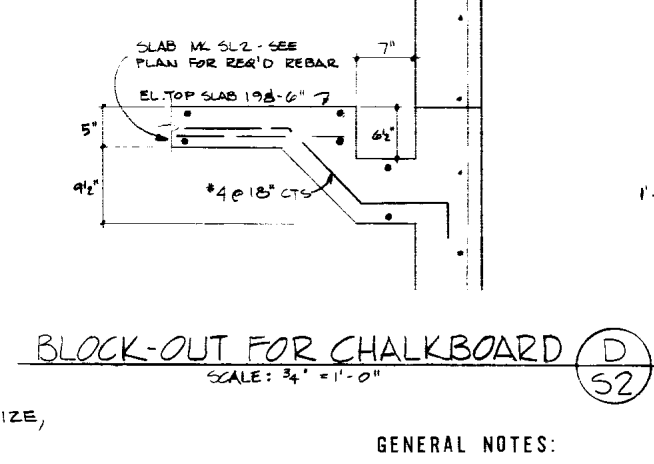 SLAB MK SL2 - SEE
PLAN FOR REQ'D REBAR
7"
EL. TOP SLAB 198'-6"
5"
6½"
9½"
#4 @ 18" CTS
1'-
BLOCK-OUT FOR CHALKBOARD
D
S2
SCALE: ¾" = 1'-0"
IZE,
GENERAL NOTES: